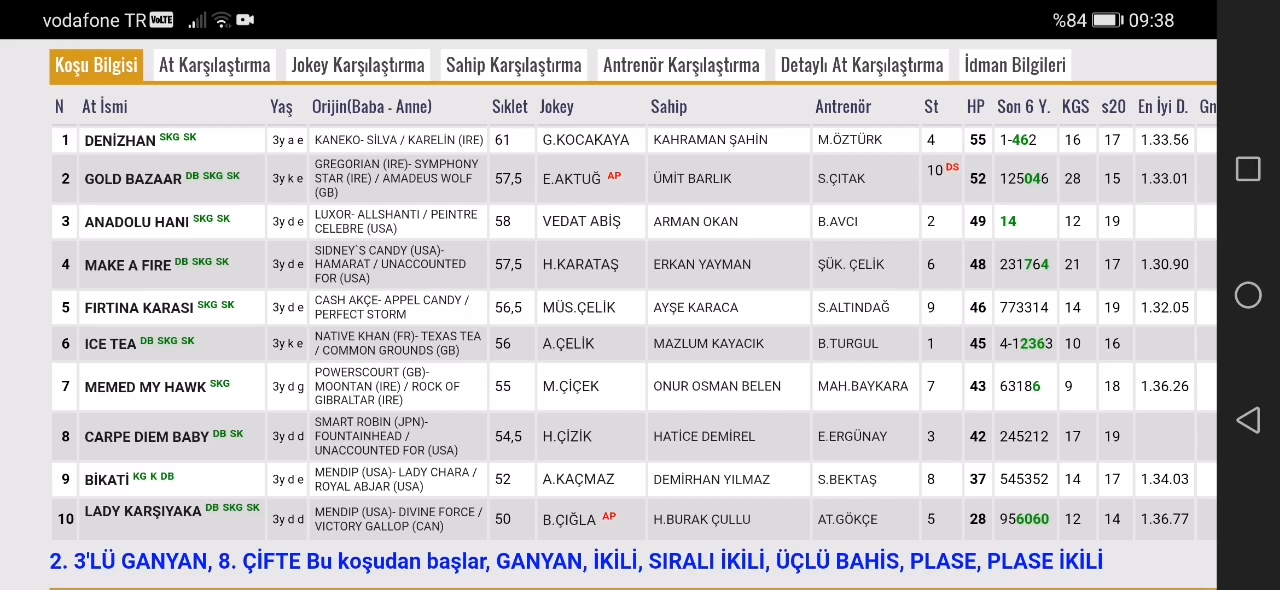 vodafone TR VoLTE %84 09:38
Koşu Bilgisi At Karşılaştırma Jokey Karşılaştırma Sahip Karşılaştırma Antrenör Karşılaştırma Detaylı At Karşılaştırma İdman Bilgileri
N At İsmi Yaş Orijin(Baba - Anne) Sıklet Jokey Sahip Antrenör St HP Son 6 Y. KGS s20 En İyi D. Gn
1 DENİZHAN SKG SK 3y a e KANEKO- SİLVA / KARELİN (IRE) 61 G.KOCAKAYA KAHRAMAN ŞAHİN M.ÖZTÜRK 4 55 1-462 16 17 1.33.56
2 GOLD BAZAAR DB SKG SK 3y k e GREGORIAN (IRE)- SYMPHONY
STAR (IRE) / AMADEUS WOLF
(GB) 57,5 E.AKTUĞ AP ÜMİT BARLIK S.ÇITAK 10 DS 52 125046 28 15 1.33.01
3 ANADOLU HANI SKG SK 3y d e LUXOR- ALLSHANTI / PEINTRE
CELEBRE (USA) 58 VEDAT ABİŞ ARMAN OKAN B.AVCI 2 49 14 12 19
4 MAKE A FIRE DB SKG SK 3y d e SIDNEY`S CANDY (USA)-
HAMARAT / UNACCOUNTED
FOR (USA) 57,5 H.KARATAŞ ERKAN YAYMAN ŞÜK. ÇELİK 6 48 231764 21 17 1.30.90
5 FIRTINA KARASI SKG SK 3y d e CASH AKÇE- APPEL CANDY /
PERFECT STORM 56,5 MÜS.ÇELİK AYŞE KARACA S.ALTINDAĞ 9 46 773314 14 19 1.32.05
6 ICE TEA DB SKG SK 3y k e NATIVE KHAN (FR)- TEXAS TEA
/ COMMON GROUNDS (GB) 56 A.ÇELİK MAZLUM KAYACIK B.TURGUL 1 45 4-12363 10 16
7 MEMED MY HAWK SKG 3y d g POWERSCOURT (GB)-
MOONTAN (IRE) / ROCK OF
GIBRALTAR (IRE) 55 M.ÇİÇEK ONUR OSMAN BELEN MAH.BAYKARA 7 43 63186 9 18 1.36.26
8 CARPE DIEM BABY DB SK 3y d d SMART ROBIN (JPN)-
FOUNTAINHEAD /
UNACCOUNTED FOR (USA) 54,5 H.ÇİZİK HATİCE DEMİREL E.ERGÜNAY 3 42 245212 17 19
9 BİKATİ KG K DB 3y d e MENDIP (USA)- LADY CHARA /
ROYAL ABJAR (USA) 52 A.KAÇMAZ DEMİRHAN YILMAZ S.BEKTAŞ 8 37 545352 14 17 1.34.03
10 LADY KARŞIYAKA DB SKG SK 3y d d MENDIP (USA)- DIVINE FORCE /
VICTORY GALLOP (CAN) 50 B.ÇIĞLA AP H.BURAK ÇULLU AT.GÖKÇE 5 28 956060 12 14 1.36.77
2. 3'LÜ GANYAN, 8. ÇİFTE Bu koşudan başlar, GANYAN, İKİLİ, SIRALI İKİLİ, ÜÇLÜ BAHİS, PLASE, PLASE İKİLİ